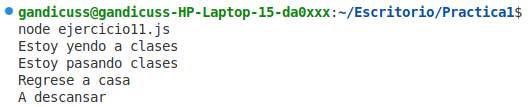 gandicuss@gandicuss-HP-Laptop-15-da0xxx:~/Escritorio/Practica1$
node ejercicio11.js
Estoy yendo a clases
Estoy pasando clases
Regrese a casa
A descansar